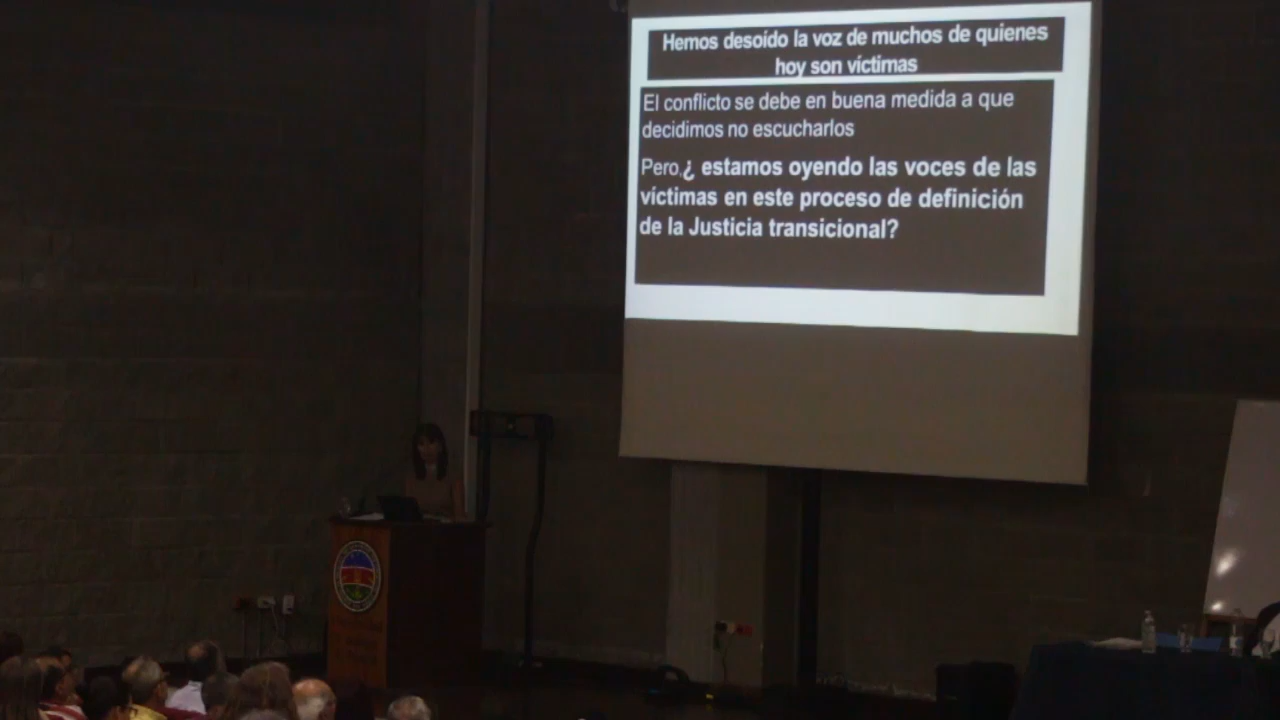 Hemos desoído la voz de muchos de quienes
hoy son víctimas
El conflicto se debe en buena medida a que
decidimos no escucharlos
Pero,¿ estamos oyendo las voces de las
víctimas en este proceso de definición
de la Justicia transicional?